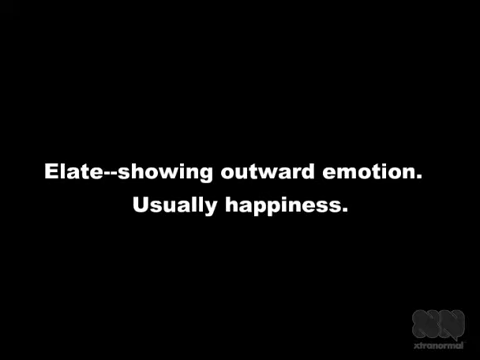 Elate--showing outward emotion.
Usually happiness.
xtranormal